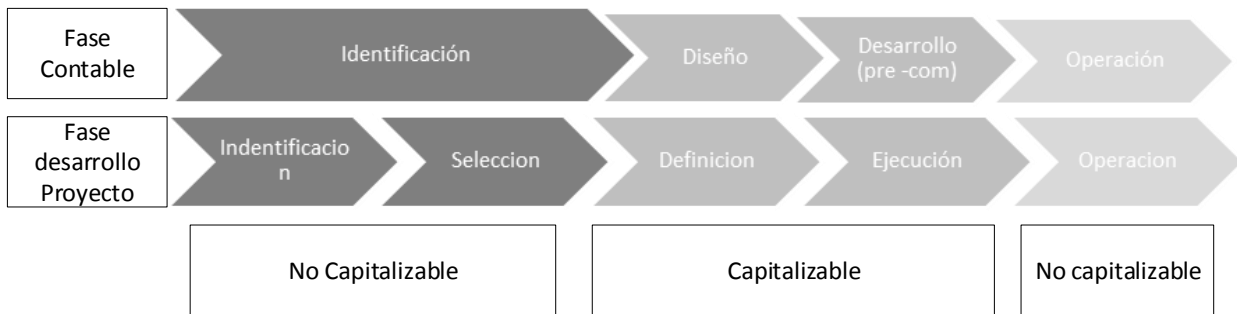 Fase
Contable
Identificación
Diseño
Desarrollo
(pre -com)
Operación
Fase
desarrollo
Proyecto
Indentificacio
n
Seleccion
Definicion
Ejecución
Operacion
No Capitalizable
Capitalizable
No capitalizable